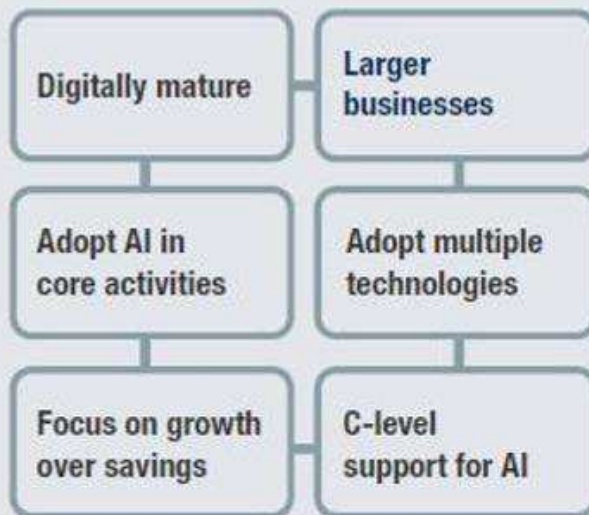 Digitally mature
Larger
businesses
Adopt AI in
core activities
Adopt multiple
technologies
Focus on growth
over savings
C-level
support for AI